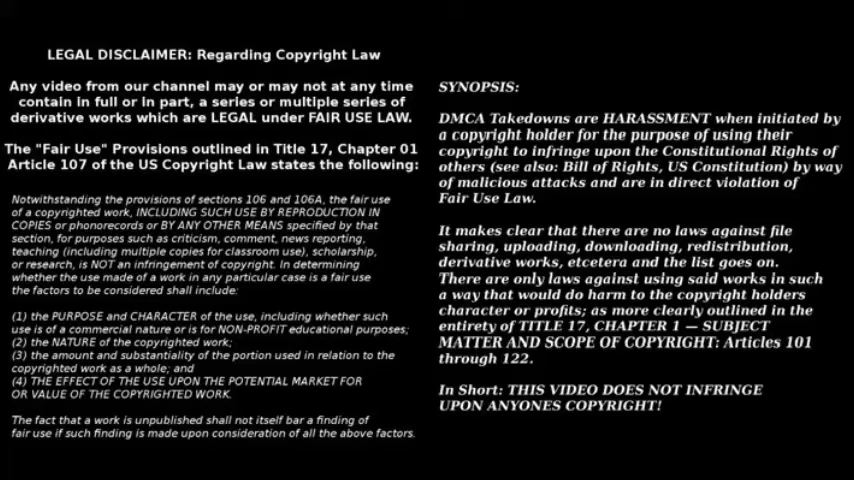 LEGAL DISCLAIMER: Regarding Copyright Law
Any video from our channel may or may not at any time
contain in full or in part, a series or multiple series of
derivative works which are LEGAL under FAIR USE LAW.
The "Fair Use" Provisions outlined in Title 17, Chapter 01
Article 107 of the US Copyright Law states the following:
Notwithstanding the provisions of sections 106 and 106A, the fair use
of a copyrighted work, INCLUDING SUCH USE BY REPRODUCTION IN
COPIES or phonorecords or BY ANY OTHER MEANS specified by that
section, for purposes such as criticism, comment, news reporting,
teaching (including multiple copies for classroom use), scholarship,
or research, is NOT an infringement of copyright. In determining
whether the use made of a work in any particular case is a fair use
the factors to be considered shall include:
(1) the PURPOSE and CHARACTER of the use, including whether such
use is of a commercial nature or is for NON-PROFIT educational purposes;
(2) the NATURE of the copyrighted work;
(3) the amount and substantiality of the portion used in relation to the
copyrighted work as a whole; and
(4) THE EFFECT OF THE USE UPON THE POTENTIAL MARKET FOR
OR VALUE OF THE COPYRIGHTED WORK.
The fact that a work is unpublished shall not itself bar a finding of
fair use if such finding is made upon consideration of all the above factors.
SYNOPSIS:
DMCA Takedowns are HARASSMENT when initiated by
a copyright holder for the purpose of using their
copyright to infringe upon the Constitutional Rights of
others (see also: Bill of Rights, US Constitution) by way
of malicious attacks and are in direct violation of
Fair Use Law.
It makes clear that there are no laws against file
sharing, uploading, downloading, redistribution,
derivative works, etcetera and the list goes on.
There are only laws against using said works in such
a way that would do harm to the copyright holders
character or profits; as more clearly outlined in the
entirety of TITLE 17, CHAPTER 1 — SUBJECT
MATTER AND SCOPE OF COPYRIGHT: Articles 101
through 122.
In Short: THIS VIDEO DOES NOT INFRINGE
UPON ANYONES COPYRIGHT!